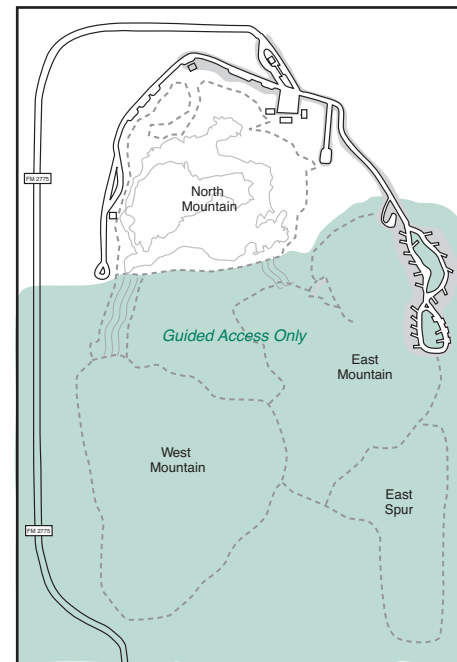 FM 2775
North
Mountain
Guided Access Only
East
Mountain
West
Mountain
East
Spur
FM 2775